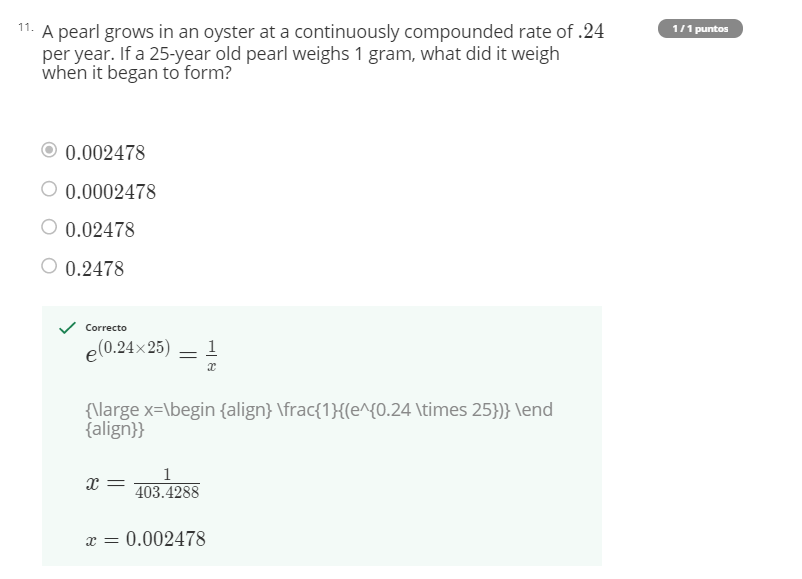 11. A pearl grows in an oyster at a continuously compounded rate of .24
1 / 1 puntos
per year. If a 25-year old pearl weighs 1 gram, what did it weigh
when it began to form?
0.002478
0.0002478
0.02478
0.2478
Correcto
e^(0.24×25) = 1/x
{\large x=\begin {align} \frac{1}{(e^{0.24 \times 25})} \end
{align}}
x = 1/403.4288
x = 0.002478